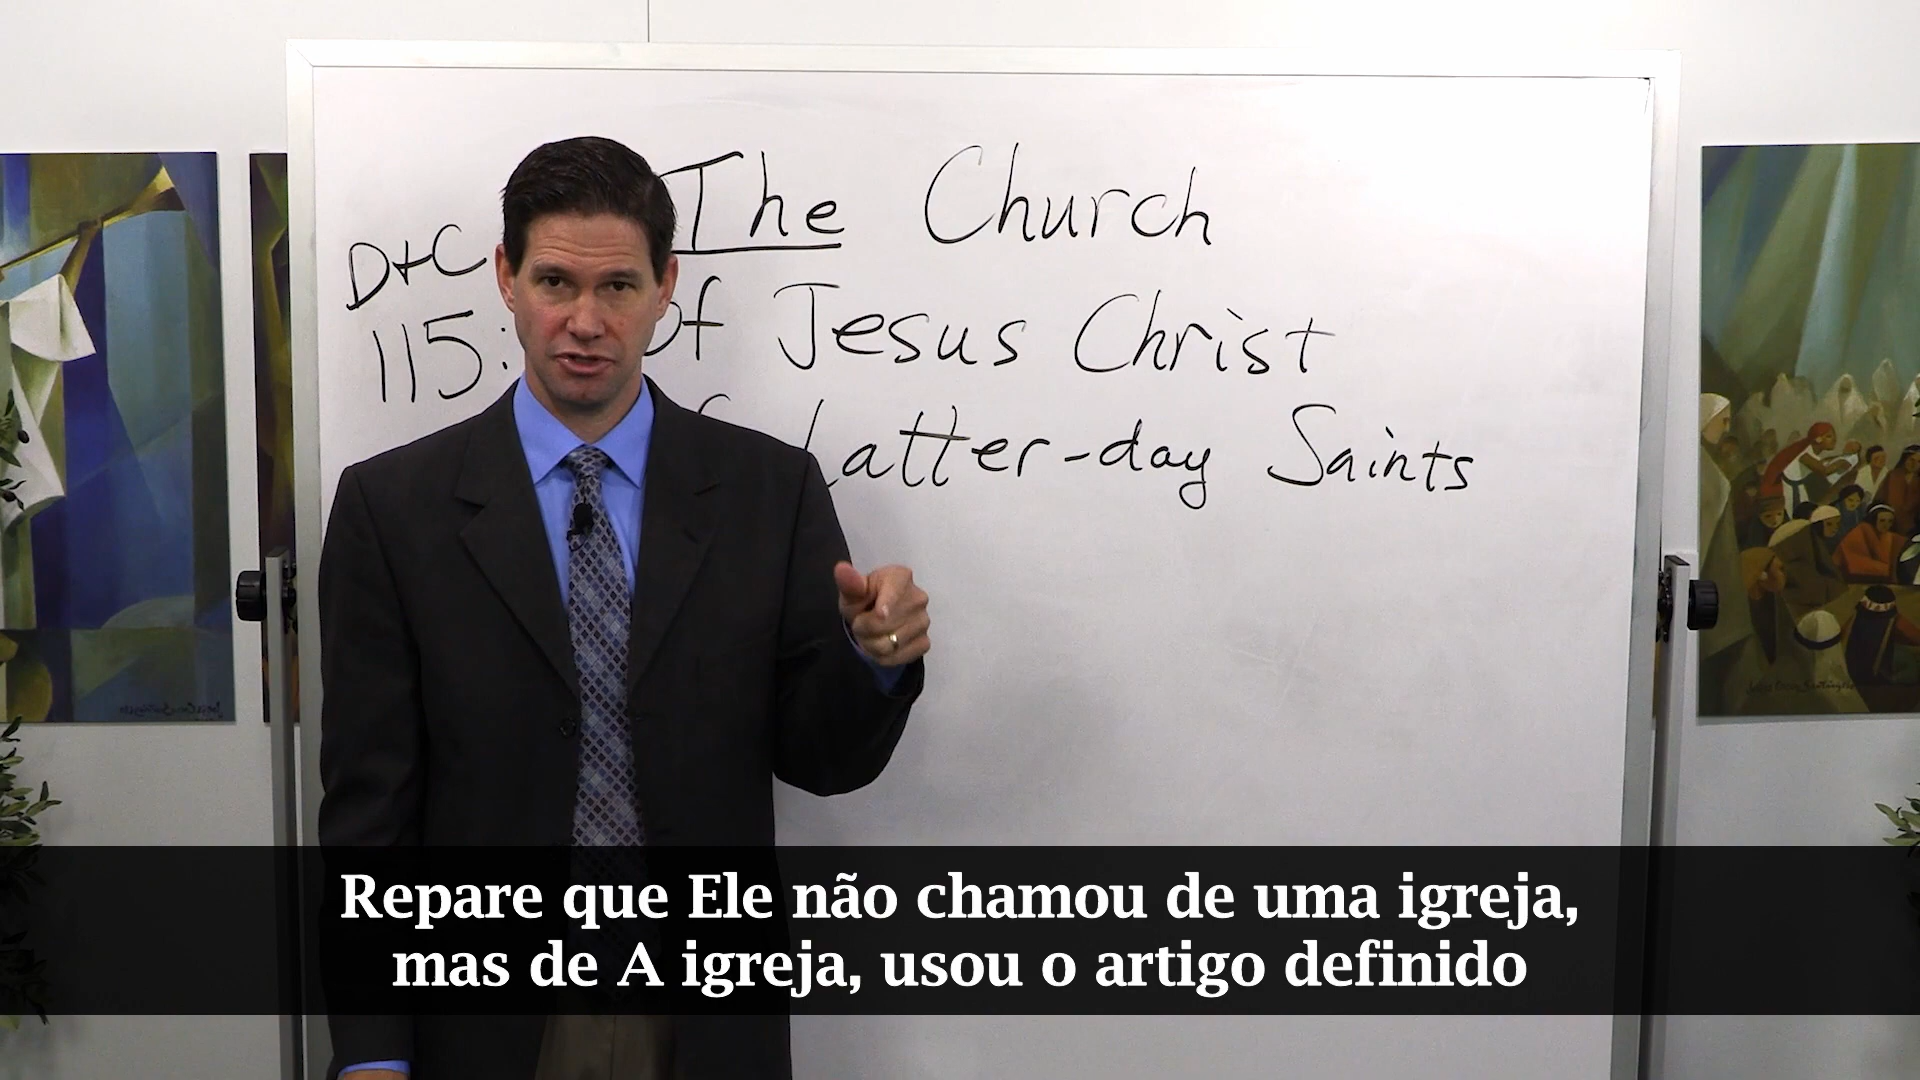 The Church
D+C
of Jesus Christ
115:
Latter-day Saints
Repare que Ele não chamou de uma igreja,
mas de A igreja, usou o artigo definido